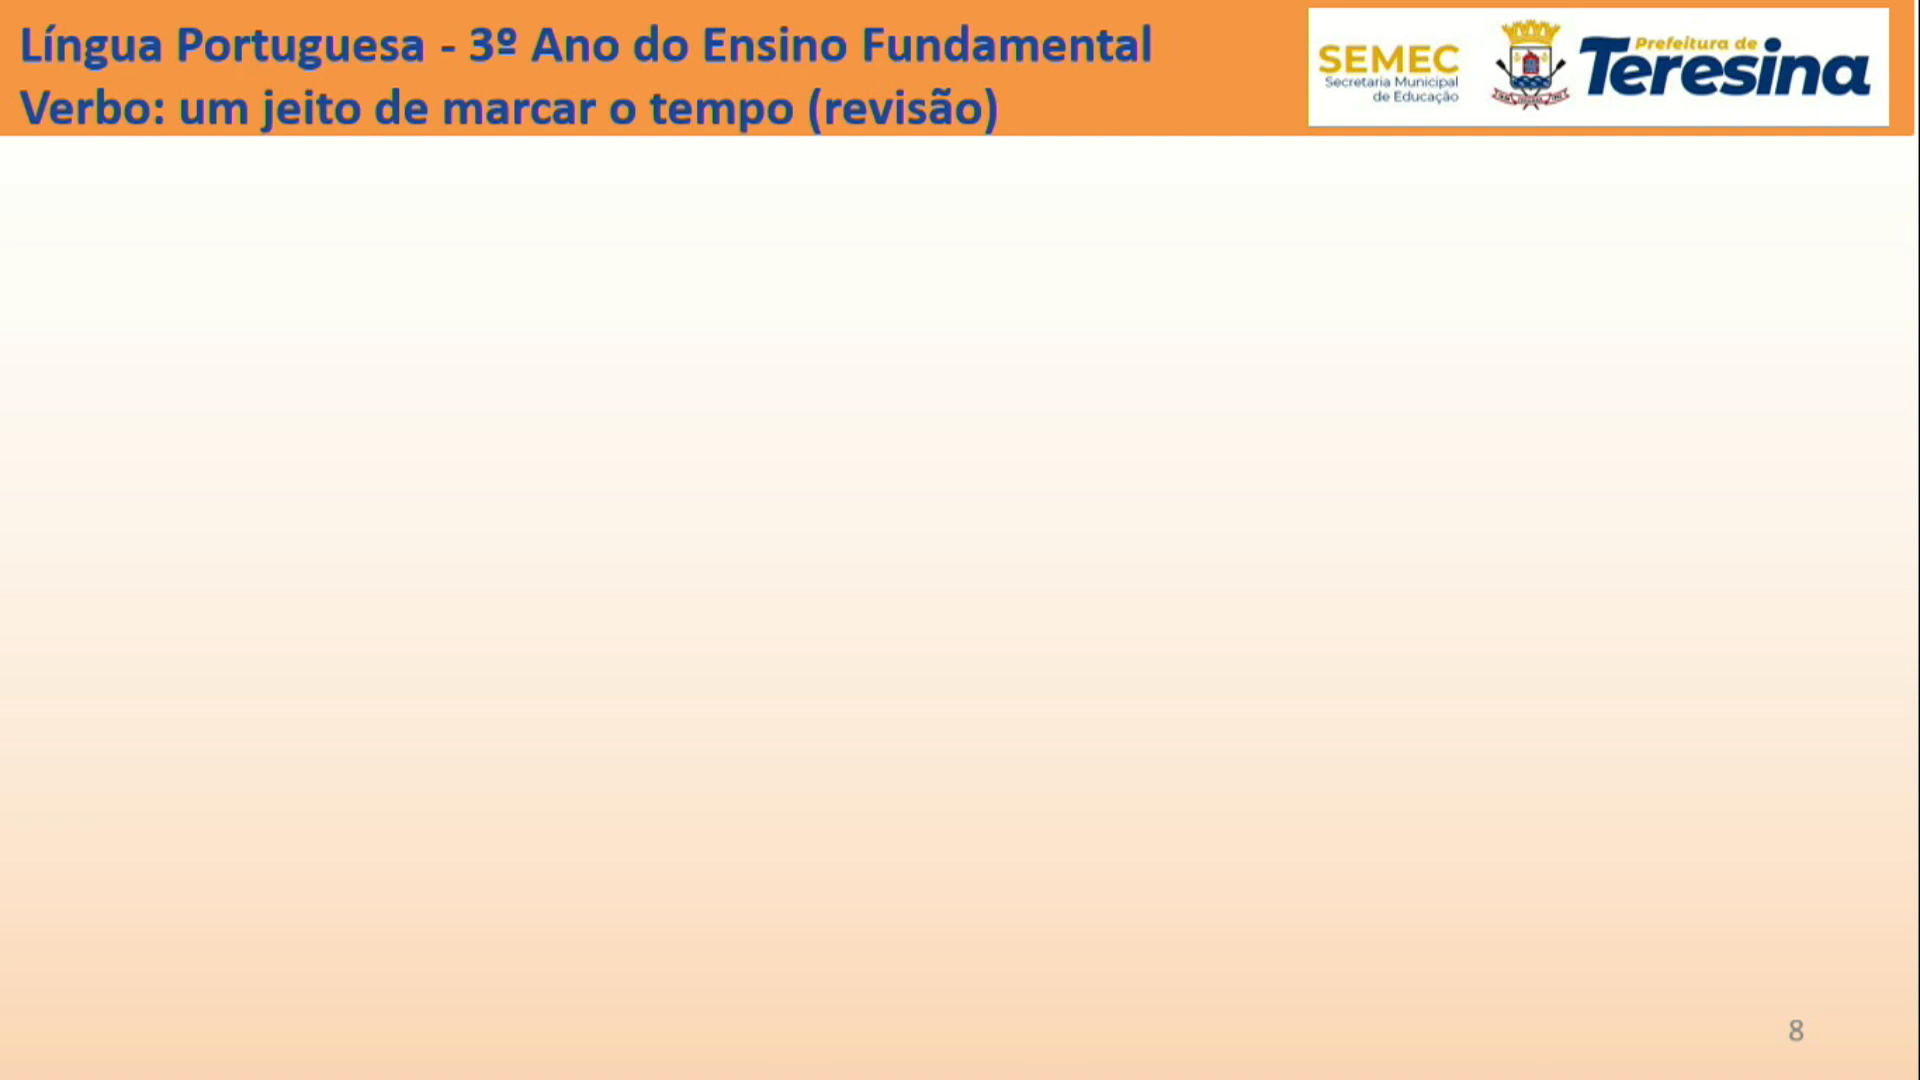 Língua Portuguesa - 3º Ano do Ensino Fundamental
Verbo: um jeito de marcar o tempo (revisão)
SEMEC
Secretaria Municipal
de Educação
Prefeitura de
Teresina
8